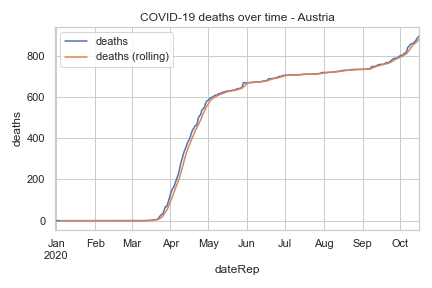 COVID-19 deaths over time - Austria
deaths
deaths (rolling)
800
600
400
200
0
deaths
Jan Feb Mar Apr May Jun Jul Aug Sep Oct
2020
dateRep